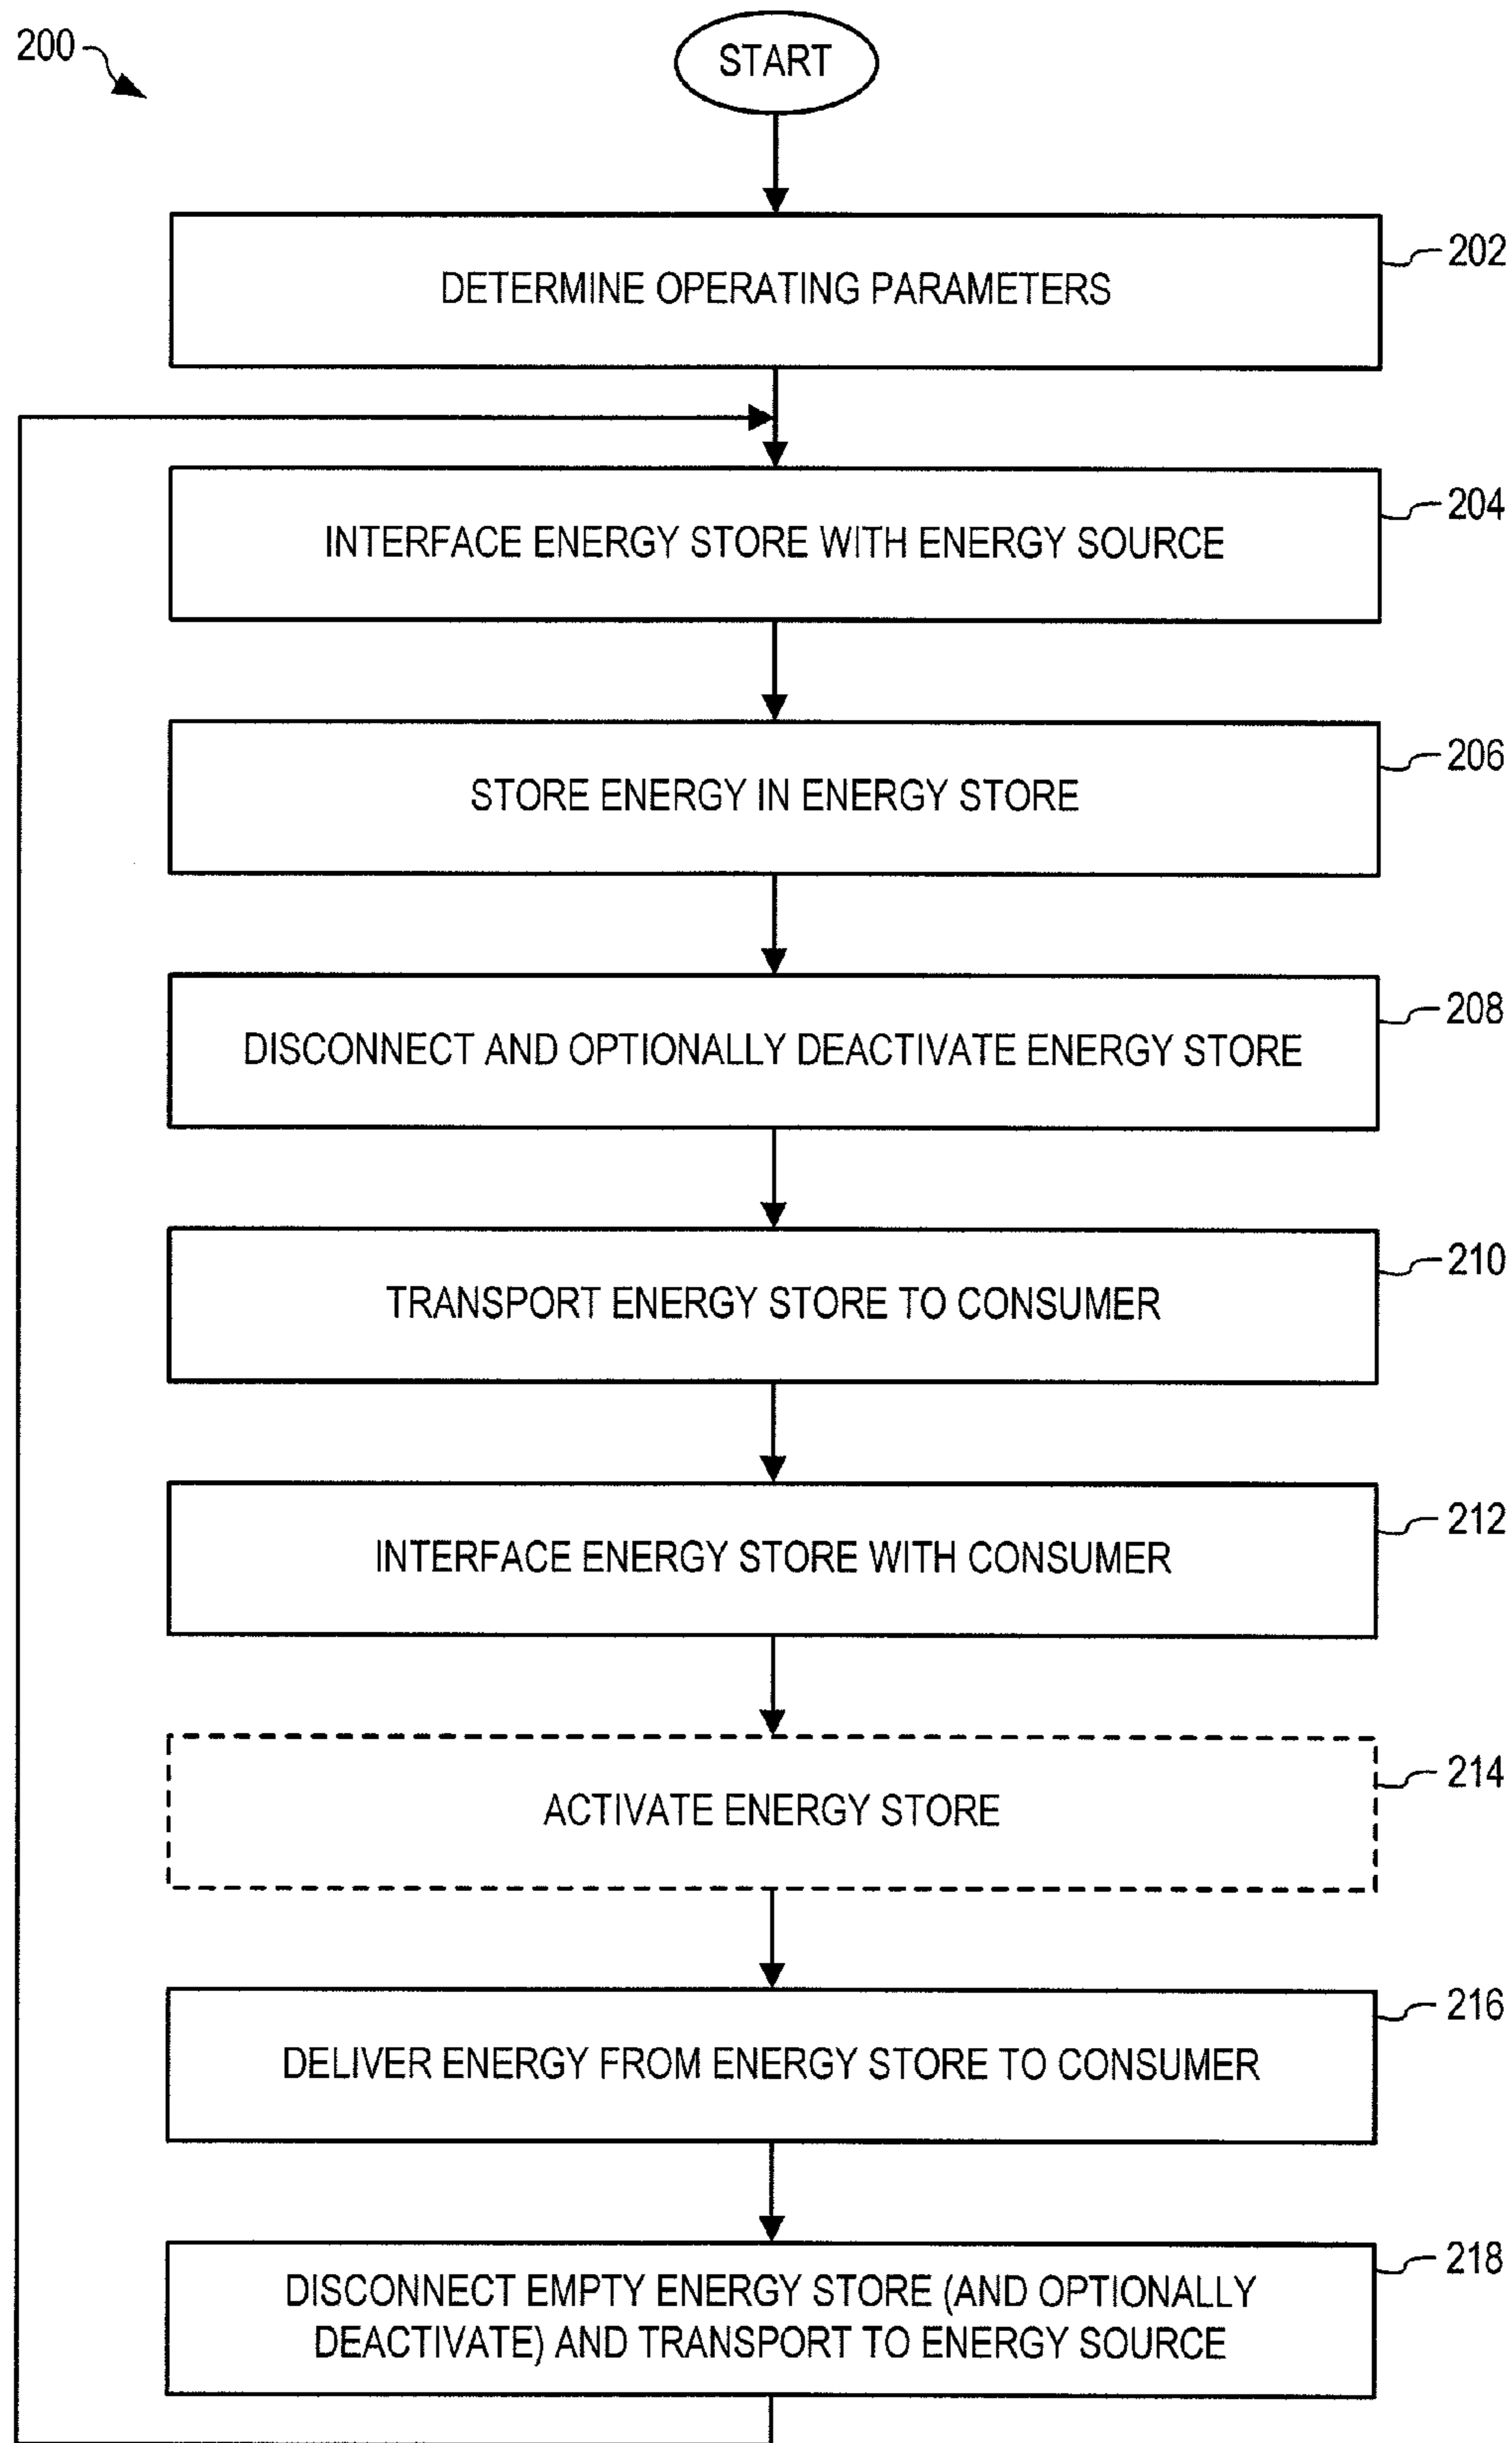 200
START
DETERMINE OPERATING PARAMETERS
202
INTERFACE ENERGY STORE WITH ENERGY SOURCE
204
STORE ENERGY IN ENERGY STORE
206
DISCONNECT AND OPTIONALLY DEACTIVATE ENERGY STORE
208
TRANSPORT ENERGY STORE TO CONSUMER
210
INTERFACE ENERGY STORE WITH CONSUMER
212
ACTIVATE ENERGY STORE
214
DELIVER ENERGY FROM ENERGY STORE TO CONSUMER
216
DISCONNECT EMPTY ENERGY STORE (AND OPTIONALLY
DEACTIVATE) AND TRANSPORT TO ENERGY SOURCE
218